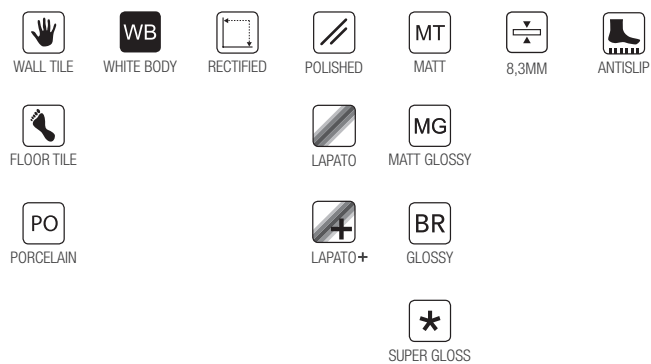 WB
MT
WALL TILE
WHITE BODY
RECTIFIED
POLISHED
MATT
8,3MM
ANTISLIP
MG
FLOOR TILE
LAPATO
MATT GLOSSY
PO
BR
PORCELAIN
LAPATO+
GLOSSY
SUPER GLOSS